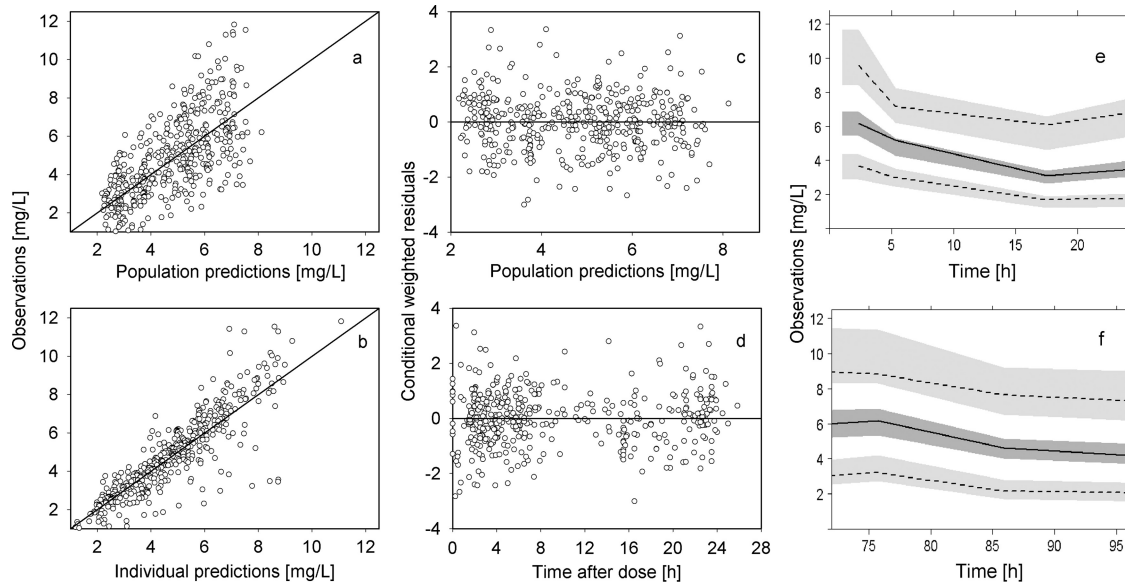 12
10
8
6
4
2
a
2 4 6 8 10 12
Population predictions [mg/L]
12
10
8
6
4
2
b
2 4 6 8 10 12
Individual predictions [mg/L]
Observations [mg/L]
4
2
0
-2
-4
c
2 4 6 8
Population predictions [mg/L]
4
2
0
-2
-4
d
0 4 8 12 16 20 24 28
Time after dose [h]
Conditional weighted residuals
12
10
8
6
4
2
e
5 10 15 20
Time [h]
12
10
8
6
4
2
f
75 80 85 90 95
Time [h]
Observations [mg/L]